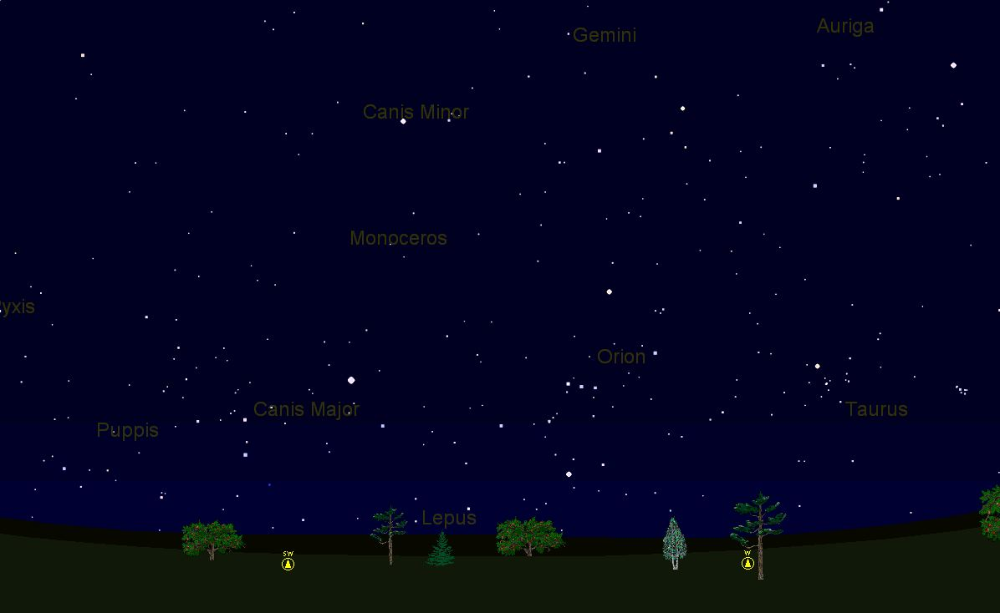 Auriga
Gemini
Canis Minor
Monoceros
yxis
Orion
Canis Major
Taurus
Puppis
Lepus
SW
W